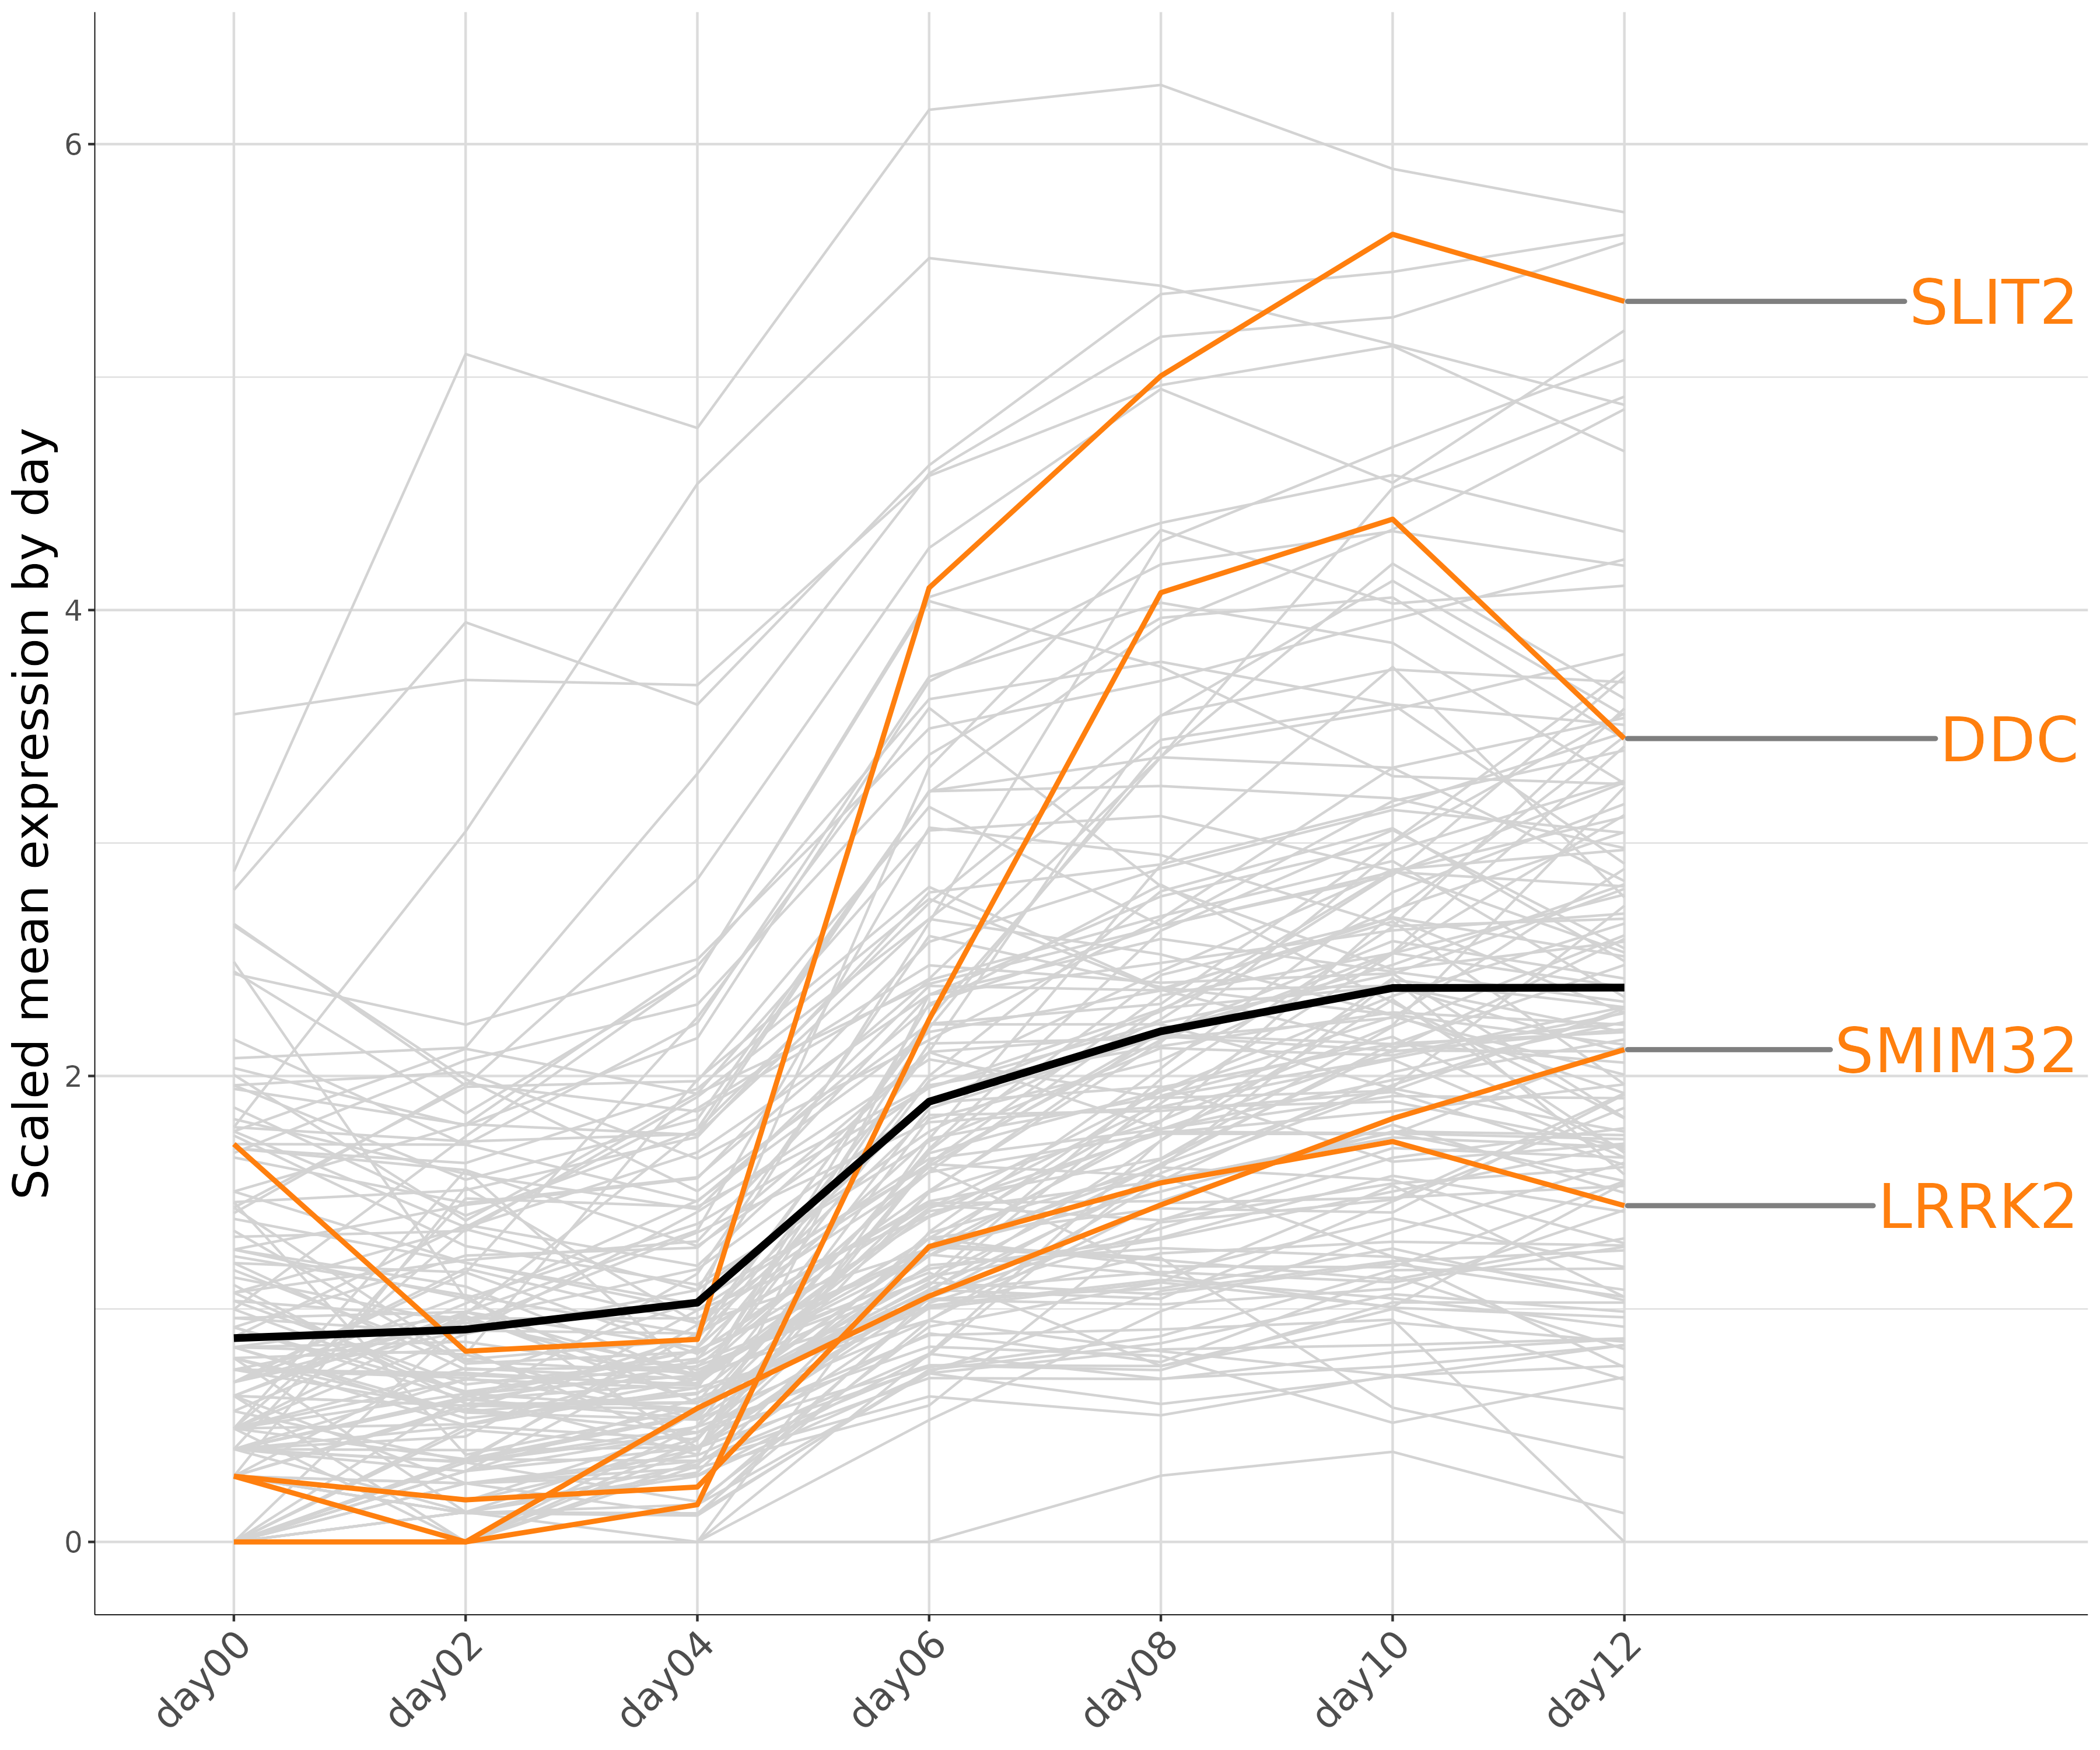 Scaled mean expression by day
6
4
2
0
SLIT2
DDC
SMIM32
LRRK2
day00
day02
day04
day06
day08
day10
day12